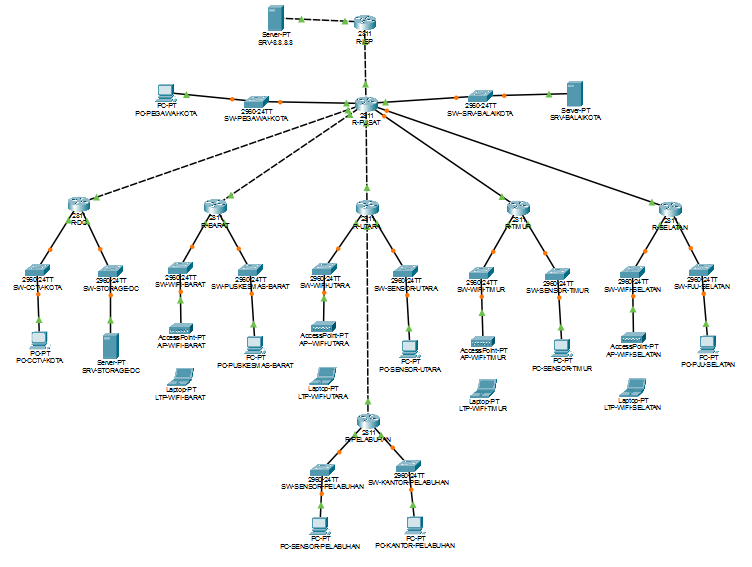 Server-PT
SRV-8.8.8.8
2811
R-ISP
PC-PT
PC-PEGAWAI-KOTA
2960-24TT
SW-PEGAWAI-KOTA
2811
R-PUSAT
2960-24TT
SW-SRV-BALAIKOTA
Server-PT
SRV-BALAIKOTA
2811
R-DC
2811
R-BARAT
2811
R-UTARA
2811
R-TIMUR
2811
R-SELATAN
2960-24TT
SW-CCTV-KOTA
2960-24TT
SW-STORAGE-DC
2960-24TT
SW-WIFI-BARAT
2960-24TT
SW-PUSKESMAS-BARAT
2960-24TT
SW-WIFI-UTARA
2960-24TT
SW-SENSOR-UTARA
2960-24TT
SW-WIFI-TIMUR
2960-24TT
SW-SENSOR-TIMUR
2960-24TT
SW-WIFI-SELATAN
2960-24TT
SW-PJU-SELATAN
PC-PT
PC-CCTV-KOTA
Server-PT
SRV-STORAGE-DC
AccessPoint-PT
AP-WIFI-BARAT
PC-PT
PC-PUSKESMAS-BARAT
AccessPoint-PT
AP-WIFI-UTARA
PC-PT
PC-SENSOR-UTARA
AccessPoint-PT
AP-WIFI-TIMUR
PC-PT
PC-SENSOR-TIMUR
AccessPoint-PT
AP-WIFI-SELATAN
PC-PT
PC-PJU-SELATAN
Laptop-PT
LTP-WIFI-BARAT
Laptop-PT
LTP-WIFI-UTARA
Laptop-PT
LTP-WIFI-TIMUR
Laptop-PT
LTP-WIFI-SELATAN
2811
R-PELABUHAN
2960-24TT
SW-SENSOR-PELABUHAN
2960-24TT
SW-KANTOR-PELABUHAN
PC-PT
PC-SENSOR-PELABUHAN
PC-PT
PC-KANTOR-PELABUHAN